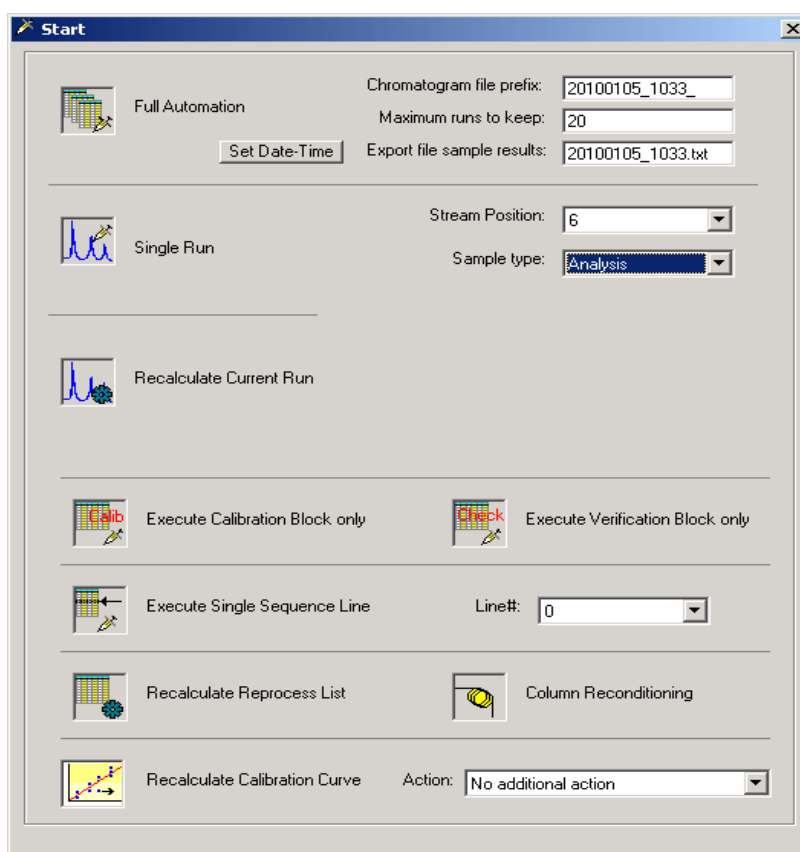 Start
Chromatogram file prefix: 20100105_1033_
Full Automation
Maximum runs to keep: 20
Set Date-Time
Export file sample results: 20100105_1033.txt
Stream Position: 6
Single Run
Sample type: Analysis
Recalculate Current Run
Calib Execute Calibration Block only
Check Execute Verification Block only
Execute Single Sequence Line
Line#: 0
Recalculate Reprocess List
Column Reconditioning
Recalculate Calibration Curve
Action: No additional action